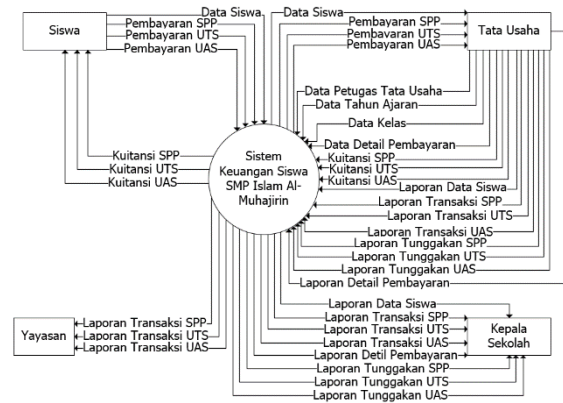 Siswa
Data Siswa
Pembayaran SPP
Pembayaran UTS
Pembayaran UAS
Data Siswa
Pembayaran SPP
Pembayaran UTS
Pembayaran UAS
Tata Usaha
Data Petugas Tata Usaha
Data Tahun Ajaran
Data Kelas
Data Detail Pembayaran
Kuitansi SPP
Kuitansi UTS
Kuitansi UAS
Laporan Data Siswa
Laporan Transaksi SPP
Laporan Transaksi UTS
Laporan Transaksi UAS
Laporan Tunggakan SPP
Laporan Tunggakan UTS
Laporan Tunggakan UAS
Laporan Detail Pembayaran
Kuitansi SPP
Kuitansi UTS
Kuitansi UAS
Sistem
Keuangan Siswa
SMP Islam Al-
Muhajirin
Yayasan
Laporan Transaksi SPP
Laporan Transaksi UTS
Laporan Transaksi UAS
Laporan Data Siswa
Laporan Transaksi SPP
Laporan Transaksi UTS
Laporan Transaksi UAS
Laporan Detil Pembayaran
Laporan Tunggakan SPP
Laporan Tunggakan UTS
Laporan Tunggakan UAS
Kepala
Sekolah